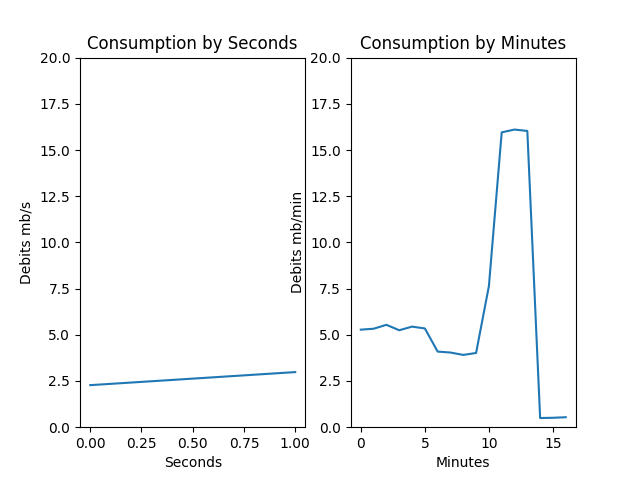 Consumption by Seconds
Debits mb/s
20.0
17.5
15.0
12.5
10.0
7.5
5.0
2.5
0.0
0.00 0.25 0.50 0.75 1.00
Seconds
Consumption by Minutes
Debits mb/min
20.0
17.5
15.0
12.5
10.0
7.5
5.0
2.5
0.0
0 5 10 15
Minutes